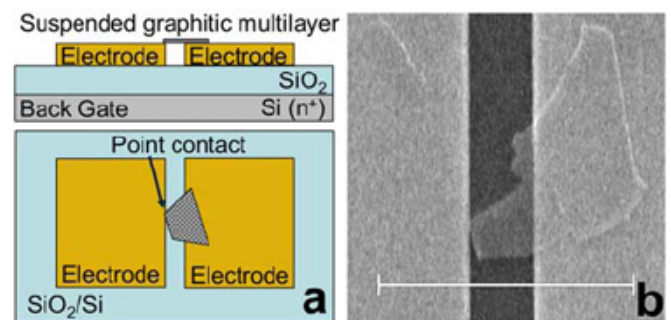 Suspended graphitic multilayer
Electrode Electrode
SiO₂
Back Gate Si (n⁺)
Point contact
Electrode Electrode
SiO₂/Si
a
b